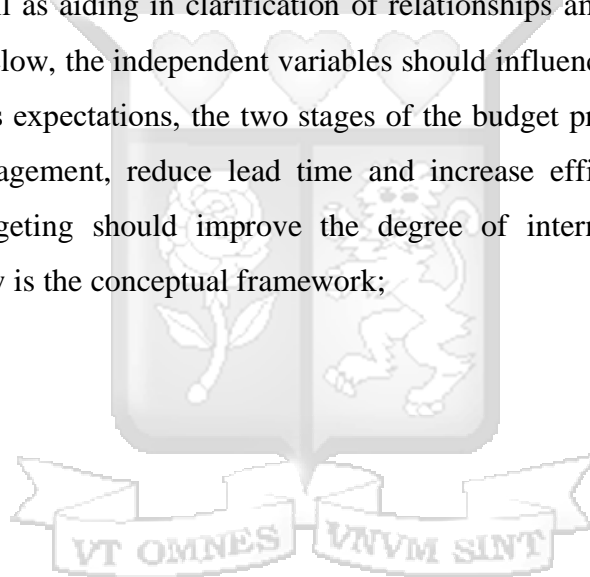 as aiding in clarification of relationships an
low, the independent variables should influenc
s expectations, the two stages of the budget pr
agement, reduce lead time and increase effi
geting should improve the degree of intern
y is the conceptual framework;
VT OMNES VNVM SINT